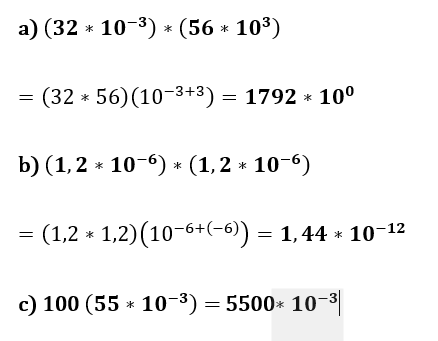 a) (32 * 10⁻³) * (56 * 10³)
= (32 * 56)(10⁻³⁺³) = 1792 * 10⁰
b) (1,2 * 10⁻⁶) * (1,2 * 10⁻⁶)
= (1,2 * 1,2)(10⁻⁶⁺⁽⁻⁶⁾) = 1,44 * 10⁻¹²
c) 100 (55 * 10⁻³) = 5500* 10⁻³